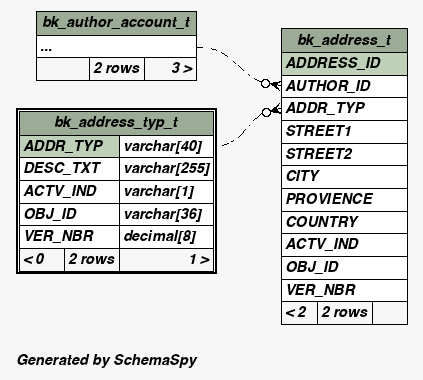 bk_author_account_t
...
2 rows 3 >
bk_address_typ_t
ADDR_TYP varchar[40]
DESC_TXT varchar[255]
ACTV_IND varchar[1]
OBJ_ID varchar[36]
VER_NBR decimal[8]
< 0 2 rows 1 >
bk_address_t
ADDRESS_ID
AUTHOR_ID
ADDR_TYP
STREET1
STREET2
CITY
PROVIENCE
COUNTRY
ACTV_IND
OBJ_ID
VER_NBR
< 2 2 rows
Generated by SchemaSpy